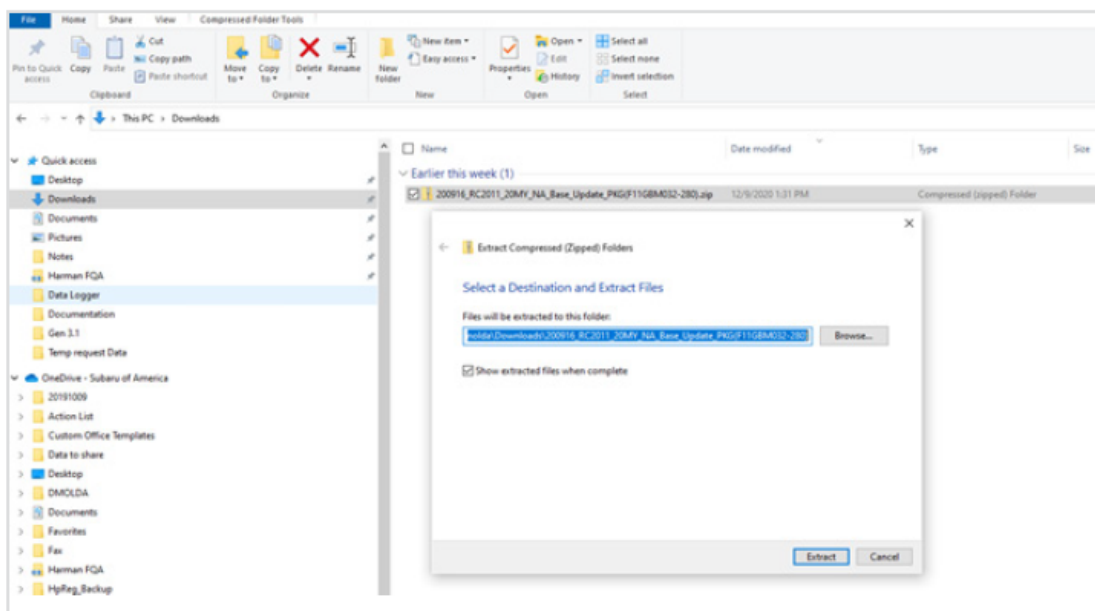 File Home Share View Compressed Folder Tools
Pin to Quick access
Copy
Paste
Cut
Copy path
Paste shortcut
Clipboard
Move to
Copy to
Delete
Rename
Organize
New folder
New item
Easy access
New
Properties
Open
Edit
History
Open
Select all
Select none
Invert selection
Select
This PC > Downloads
Quick access
Desktop
Downloads
Documents
Pictures
Notes
Harman FQA
Data Logger
Documentation
Gen 3.1
Temp request Data
OneDrive - Subaru of America
20191009
Action List
Custom Office Templates
Data to share
Desktop
DMOLDA
Documents
Favorites
Fax
Harman FQA
HpReg_Backup
Name Date modified Type Size
Earlier this week (1)
200916_RC2011_20MY_NA_Base_Update_PKG(F11GBM032-280).zip 12/9/2020 1:31 PM Compressed (zipped) Folder
Extract Compressed (Zipped) Folders
Select a Destination and Extract Files
Files will be extracted to this folder:
nolda\Downloads\200916_RC2011_20MY_NA_Base_Update_PKG(F11GBM032-280)
Browse...
Show extracted files when complete
Extract Cancel